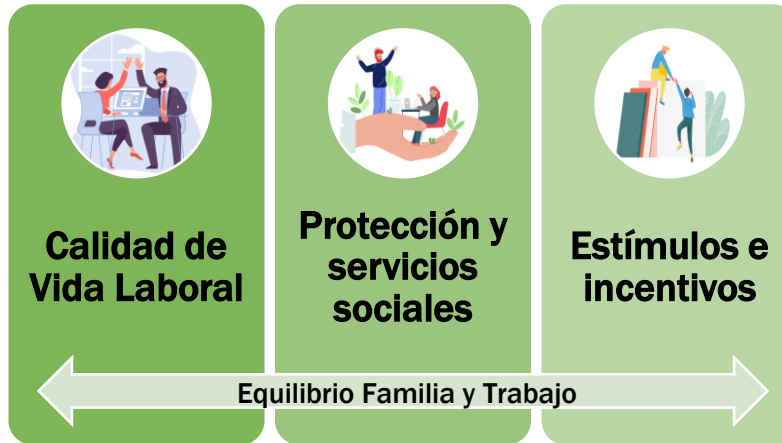 Calidad de
Vida Laboral
Protección y
servicios
sociales
Estímulos e
incentivos
Equilibrio Familia y Trabajo